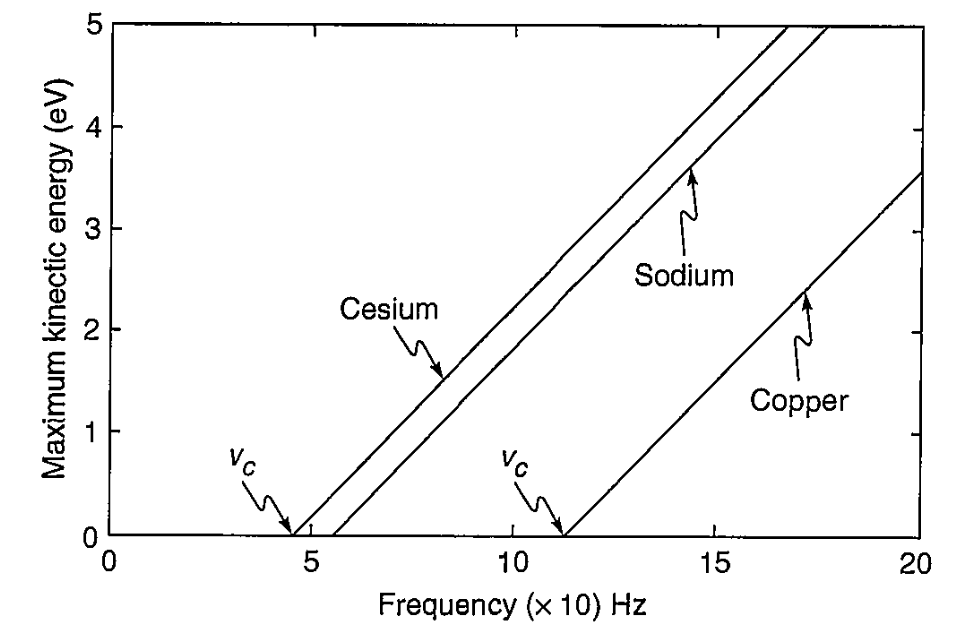 5
4
3
2
1
0
Maximum kinectic energy (eV)
Cesium
Sodium
Copper
νc
νc
0
5
10
15
20
Frequency (× 10) Hz